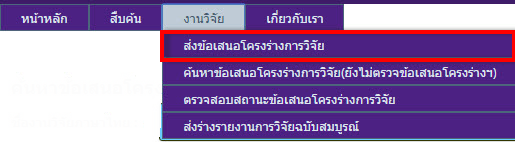 หน้าหลัก สืบค้น งานวิจัย เกี่ยวกับเรา
ส่งข้อเสนอโครงร่างการวิจัย
ค้นหาข้อเสนอโครงร่างการวิจัย(ยังไม่ตรวจข้อเสนอโครงร่างฯ)
ตรวจสอบสถานะข้อเสนอโครงร่างการวิจัย
ส่งร่างรายงานการวิจัยฉบับสมบูรณ์